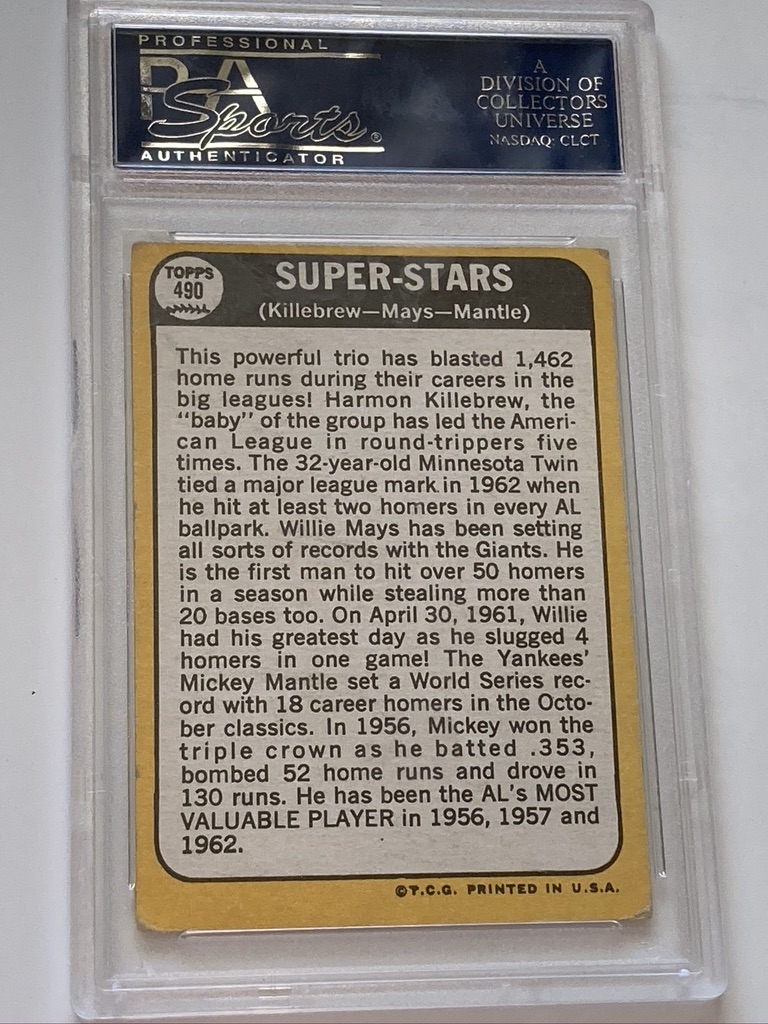 PROFESSIONAL
PSA
Sports®
AUTHENTICATOR
A
DIVISION OF
COLLECTORS
UNIVERSE
NASDAQ: CLCT
TOPPS
490
SUPER-STARS
(Killebrew—Mays—Mantle)
This powerful trio has blasted 1,462
home runs during their careers in the
big leagues! Harmon Killebrew, the
"baby" of the group has led the Ameri-
can League in round-trippers five
times. The 32-year-old Minnesota Twin
tied a major league mark in 1962 when
he hit at least two homers in every AL
ballpark. Willie Mays has been setting
all sorts of records with the Giants. He
is the first man to hit over 50 homers
in a season while stealing more than
20 bases too. On April 30, 1961, Willie
had his greatest day as he slugged 4
homers in one game! The Yankees'
Mickey Mantle set a World Series rec-
ord with 18 career homers in the Octo-
ber classics. In 1956, Mickey won the
triple crown as he batted .353,
bombed 52 home runs and drove in
130 runs. He has been the AL's MOST
VALUABLE PLAYER in 1956, 1957 and
1962.
©T.C.G. PRINTED IN U.S.A.